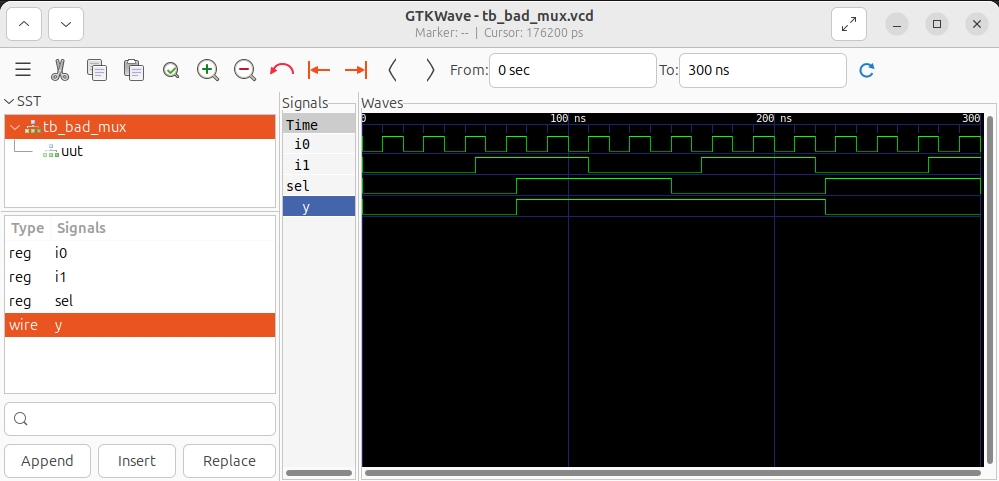 GTKWave - tb_bad_mux.vcd
Marker: -- | Cursor: 176200 ps
From: 0 sec To: 300 ns
SST
tb_bad_mux
uut
Type Signals
reg i0
reg i1
reg sel
wire y
Append Insert Replace
Signals
Time
i0
i1
sel
y
Waves
0 100 ns 200 ns 300